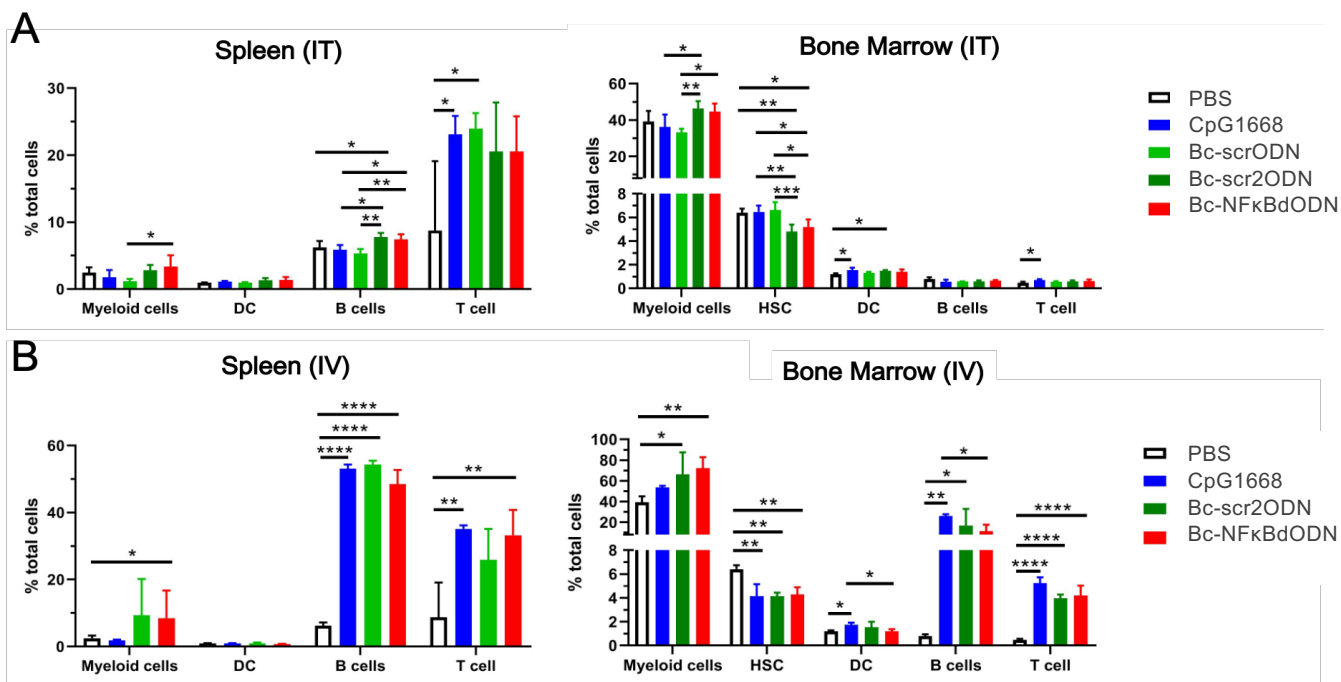 A
Spleen (IT)
% total cells
30
20
10
0
* * * * * * ** ** * *
Myeloid cells DC B cells T cell
Bone Marrow (IT)
% total cells
60
40
20
8
6
4
2
0
* * ** * ** * * ** *** * * *
Myeloid cells HSC DC B cells T cell
PBS
CpG1668
Bc-scrODN
Bc-scr2ODN
Bc-NFκBdODN
B
Spleen (IV)
% total cells
60
40
20
0
* **** **** **** ** **
Myeloid cells DC B cells T cell
Bone Marrow (IV)
% total cells
100
80
60
40
20
8
6
4
2
0
** * ** ** ** * * * * ** **** **** ****
Myeloid cells HSC DC B cells T cell
PBS
CpG1668
Bc-scr2ODN
Bc-NFκBdODN